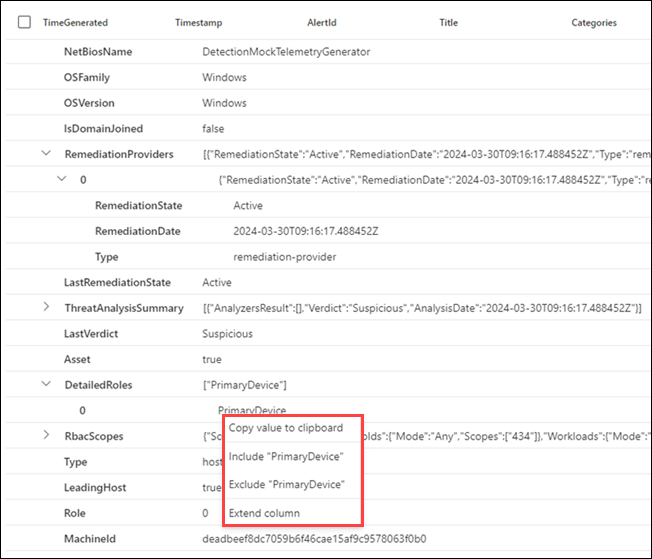 TimeGenerated Timestamp AlertId Title Categories
NetBiosName DetectionMockTelemetryGenerator
OSFamily Windows
OSVersion Windows
IsDomainJoined false
RemediationProviders [{"RemediationState":"Active","RemediationDate":"2024-03-30T09:16:17.488452Z","Type":"rem
0 {"RemediationState":"Active","RemediationDate":"2024-03-30T09:16:17.488452Z","Type":"re
RemediationState Active
RemediationDate 2024-03-30T09:16:17.488452Z
Type remediation-provider
LastRemediationState Active
ThreatAnalysisSummary [{"AnalyzersResult":[],"Verdict":"Suspicious","AnalysisDate":"2024-03-30T09:16:17.488452Z"}]
LastVerdict Suspicious
Asset true
DetailedRoles ["PrimaryDevice"]
0 PrimaryDevice
Copy value to clipboard
RbacScopes {"Sc olds":{"Mode":"Any","Scopes":["434"]},"Workloads":{"Mode":"
Include "PrimaryDevice"
Type host
Exclude "PrimaryDevice"
LeadingHost true
Role 0 Extend column
MachineId deadbeef8dc7059b6f46cae15af9c9578063f0b0